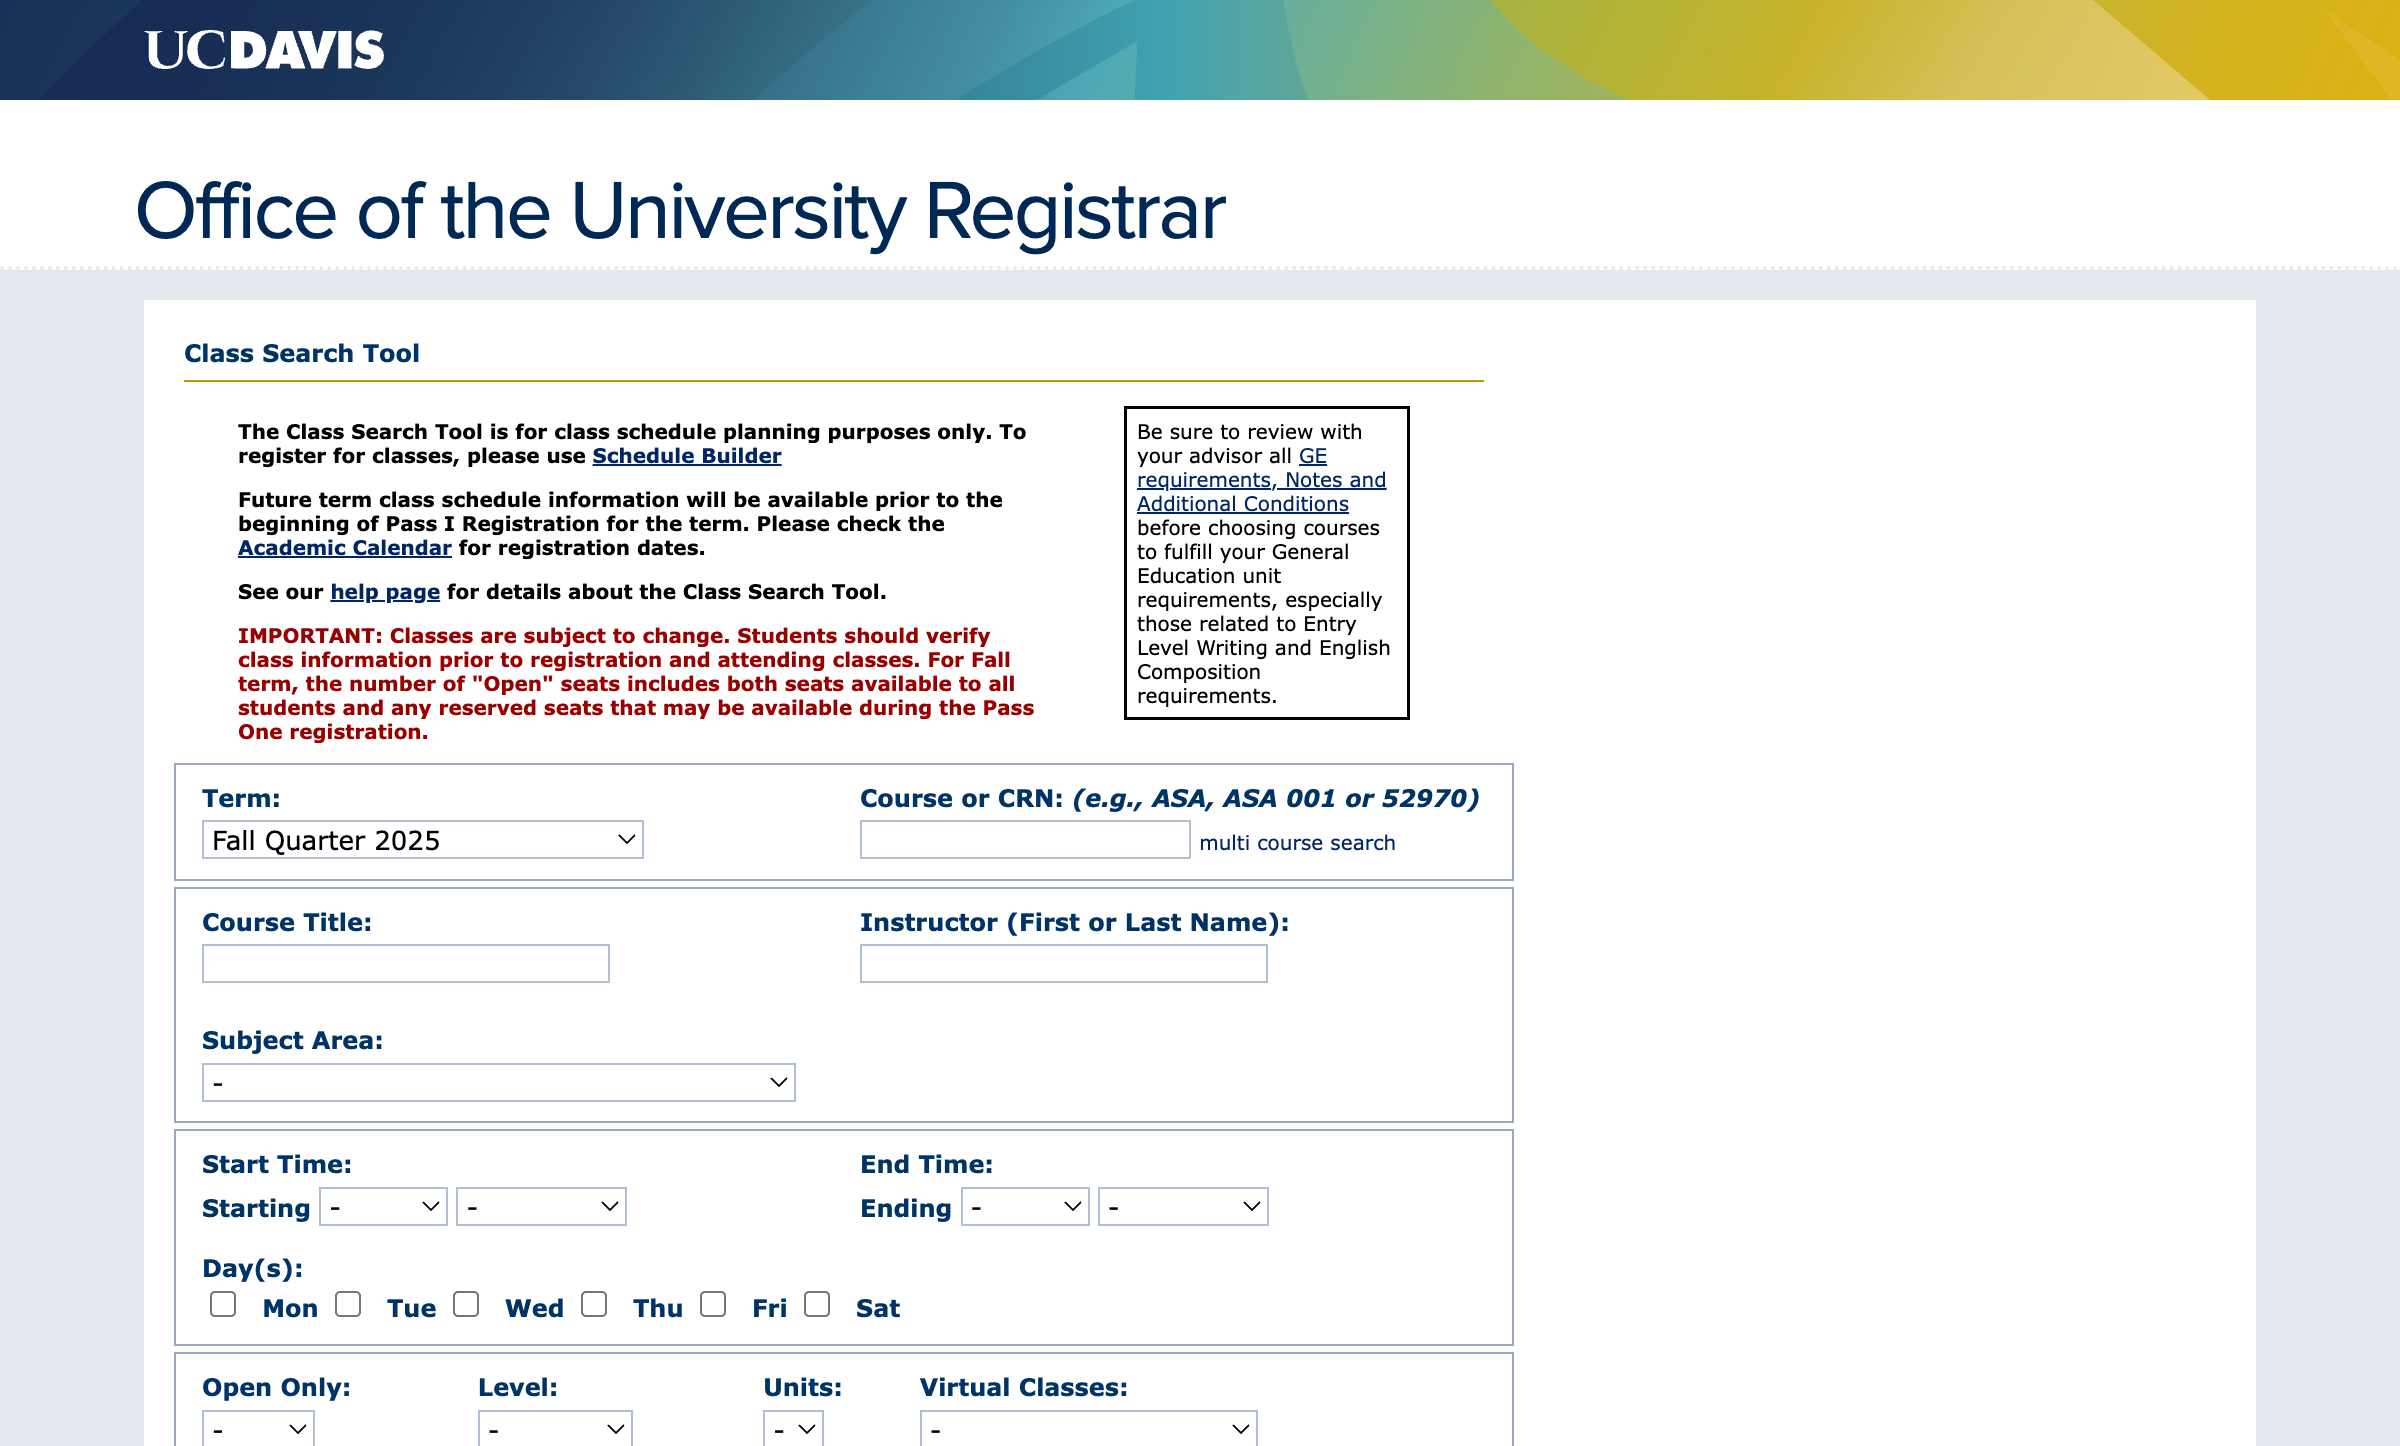 UCDAVIS
Office of the University Registrar
Class Search Tool
The Class Search Tool is for class schedule planning purposes only. To
register for classes, please use Schedule Builder
Future term class schedule information will be available prior to the
beginning of Pass I Registration for the term. Please check the
Academic Calendar for registration dates.
See our help page for details about the Class Search Tool.
IMPORTANT: Classes are subject to change. Students should verify
class information prior to registration and attending classes. For Fall
term, the number of "Open" seats includes both seats available to all
students and any reserved seats that may be available during the Pass
One registration.
Be sure to review with
your advisor all GE
requirements, Notes and
Additional Conditions
before choosing courses
to fulfill your General
Education unit
requirements, especially
those related to Entry
Level Writing and English
Composition
requirements.
Term:
Fall Quarter 2025
Course or CRN: (e.g., ASA, ASA 001 or 52970)
multi course search
Course Title:
Instructor (First or Last Name):
Subject Area:
-
Start Time:
Starting - -
End Time:
Ending - -
Day(s):
Mon Tue Wed Thu Fri Sat
Open Only: Level: Units: Virtual Classes:
- - - -